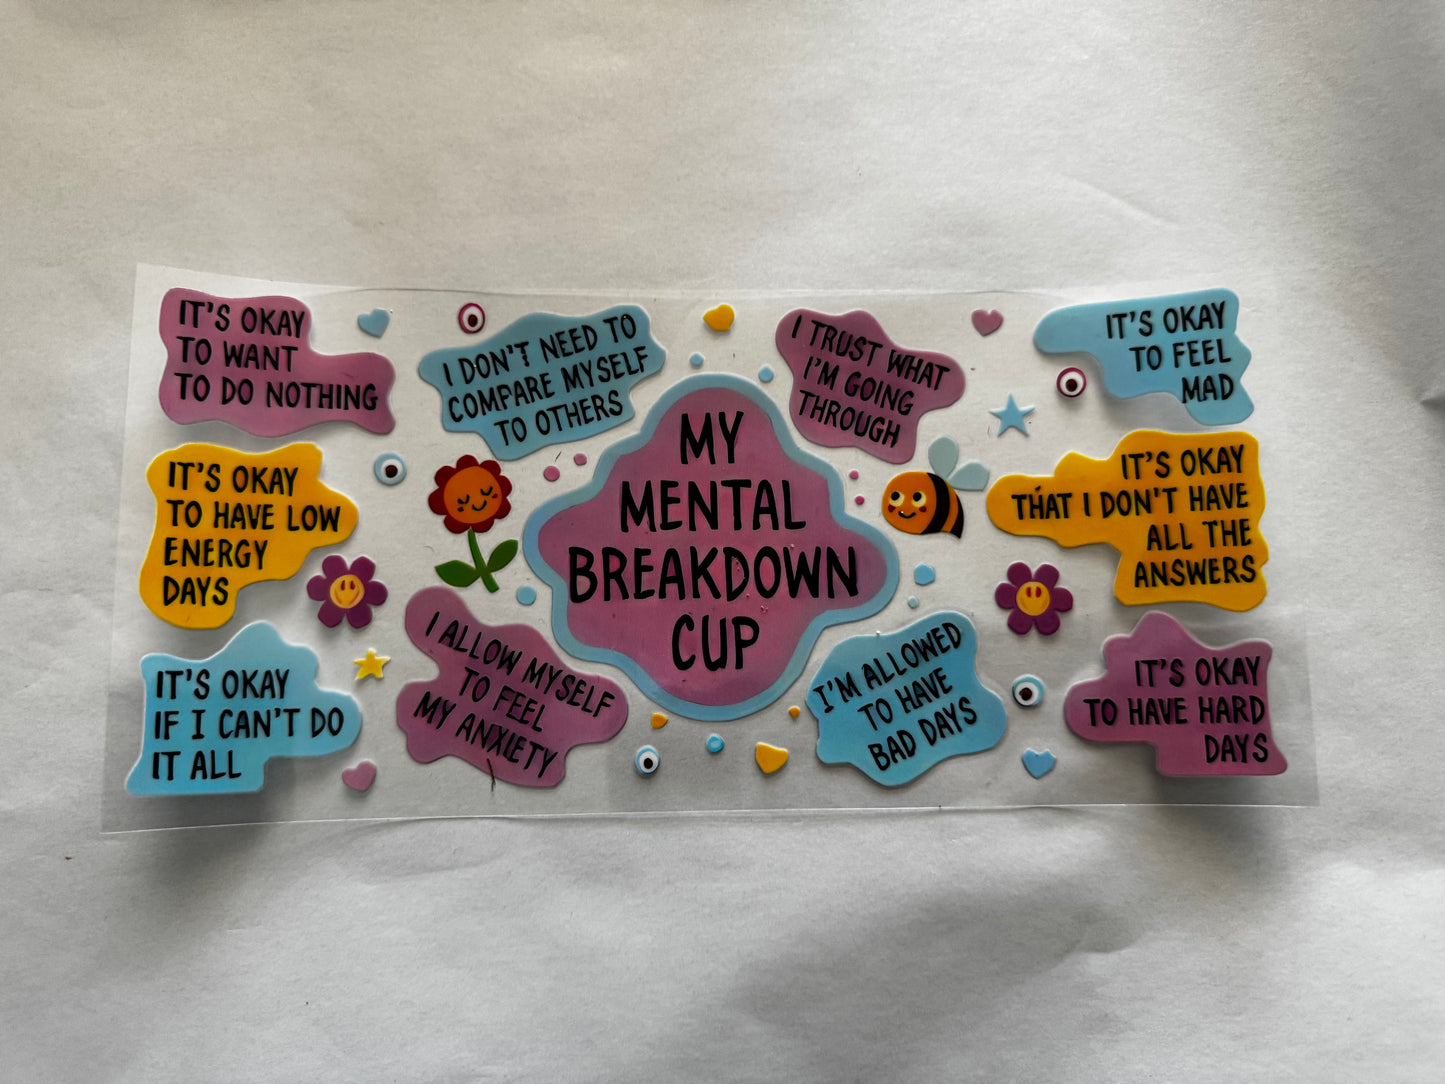 IT'S OKAY
TO WANT
TO DO NOTHING
I DON'T NEED TO
COMPARE MYSELF
TO OTHERS
I TRUST WHAT
I'M GOING
THROUGH
IT'S OKAY
TO FEEL
MAD
IT'S OKAY
TO HAVE LOW
ENERGY
DAYS
MY
MENTAL
BREAKDOWN
CUP
IT'S OKAY
THAT I DON'T HAVE
ALL THE
ANSWERS
IT'S OKAY
IF I CAN'T DO
IT ALL
I ALLOW MYSELF
TO FEEL
MY ANXIETY
I'M ALLOWED
TO HAVE
BAD DAYS
IT'S OKAY
TO HAVE HARD
DAYS